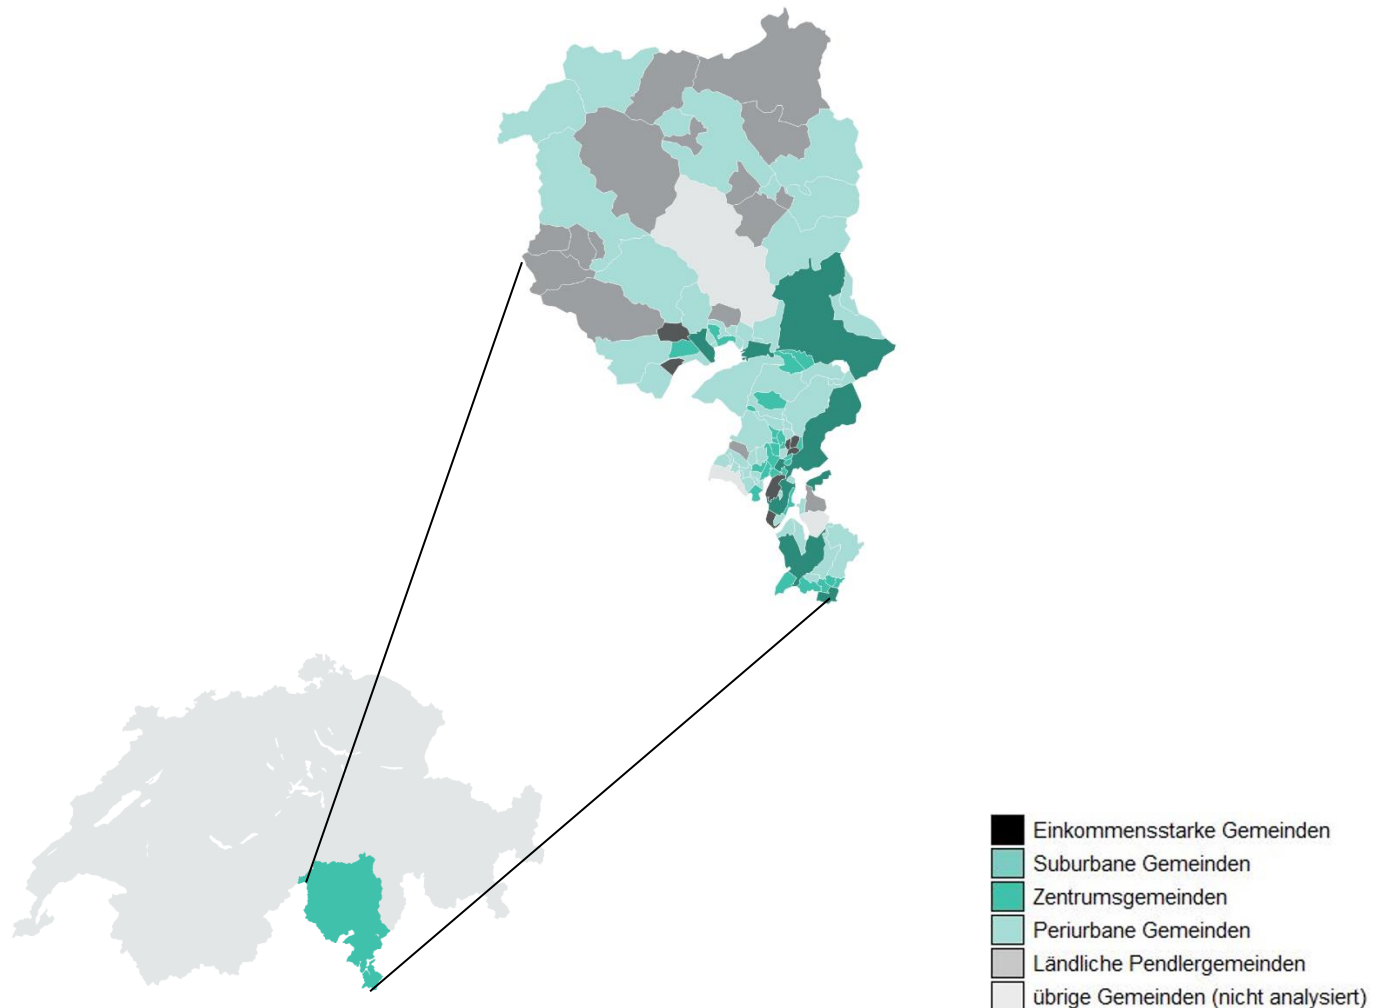 Einkommensstarke Gemeinden
Suburbane Gemeinden
Zentrumsgemeinden
Periurbane Gemeinden
Ländliche Pendlergemeinden
übrige Gemeinden (nicht analysiert)